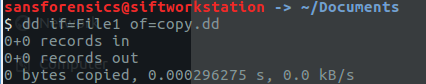 sansforensics@siftworkstation -> ~/Documents
$ dd if=File1 of=copy.dd
0+0 records in
0+0 records out
0 bytes copied, 0.000296275 s, 0.0 kB/s